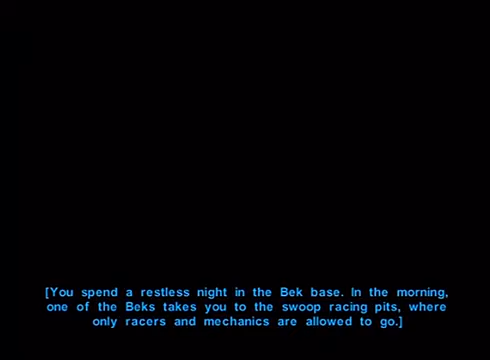 [You spend a restless night in the Bek base. In the morning,
one of the Beks takes you to the swoop racing pits, where
only racers and mechanics are allowed to go.]